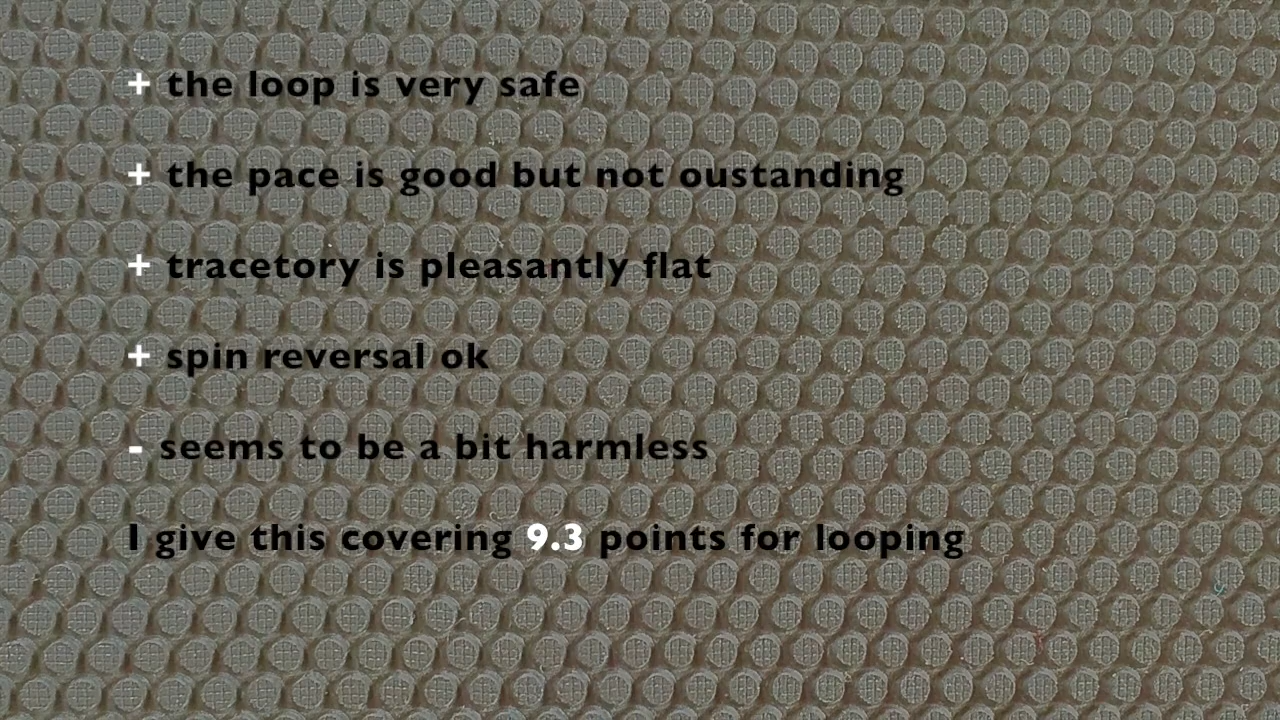 + the loop is very safe
+ the pace is good but not oustanding
+ tracetory is pleasantly flat
+ spin reversal ok
- seems to be a bit harmless
I give this covering 9.3 points for looping